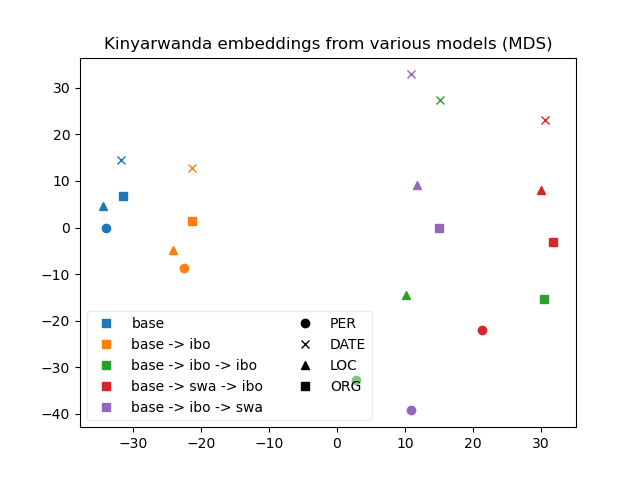 Kinyarwanda embeddings from various models (MDS)
30
20
10
0
−10
−20
−30
−40
base
base -> ibo
base -> ibo -> ibo
base -> swa -> ibo
base -> ibo -> swa
PER
DATE
LOC
ORG
−30
−20
−10
0
10
20
30